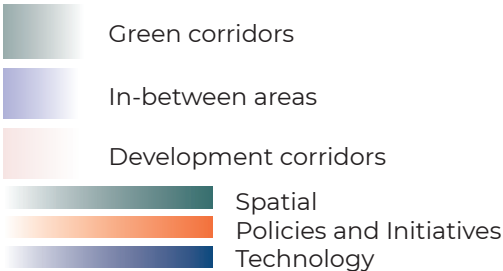 Green corridors
In-between areas
Development corridors
Spatial
Policies and Initiatives
Technology